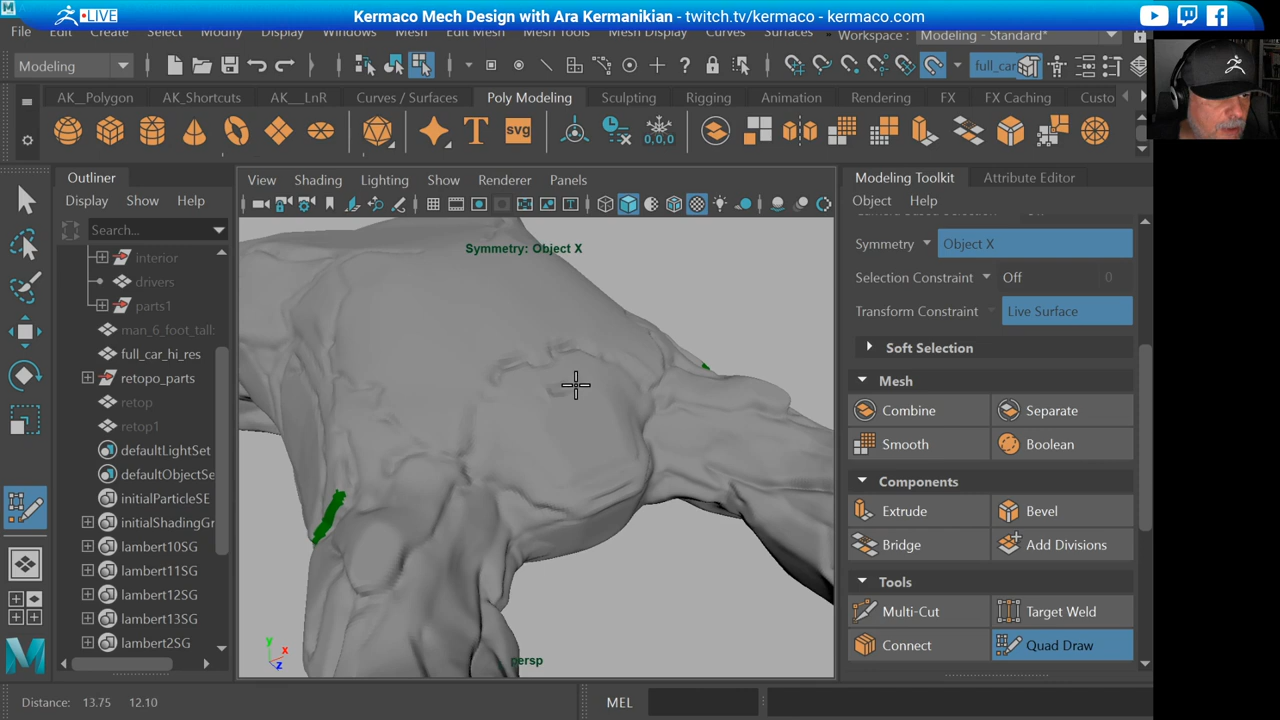 LIVE
Kermaco Mech Design with Ara Kermanikian - twitch.tv/kermaco - kermaco.com
File Edit Create Select Modify Display Windows Mesh Edit Mesh Mesh Tools Mesh Display Curves Surfaces Workspace : Modeling - Standard*
Modeling full_car
AK__Polygon AK_Shortcuts AK___LnR Curves / Surfaces Poly Modeling Sculpting Rigging Animation Rendering FX FX Caching Custo
T svg 0,0,0
Outliner
Display Show Help
Search...
interior
drivers
parts1
man_6_foot_tall:
full_car_hi_res
retopo_parts
retop
retop1
defaultLightSet
defaultObjectSe
initialParticleSE
initialShadingGr
lambert10SG
lambert11SG
lambert12SG
lambert13SG
lambert2SG
View Shading Lighting Show Renderer Panels
Symmetry: Object X
y
x
z
persp
Modeling Toolkit Attribute Editor
Object Help
Symmetry Object X
Selection Constraint Off 0
Transform Constraint Live Surface
Soft Selection
Mesh
Combine Separate
Smooth Boolean
Components
Extrude Bevel
Bridge Add Divisions
Tools
Multi-Cut Target Weld
Connect Quad Draw
Distance: 13.75 12.10
MEL